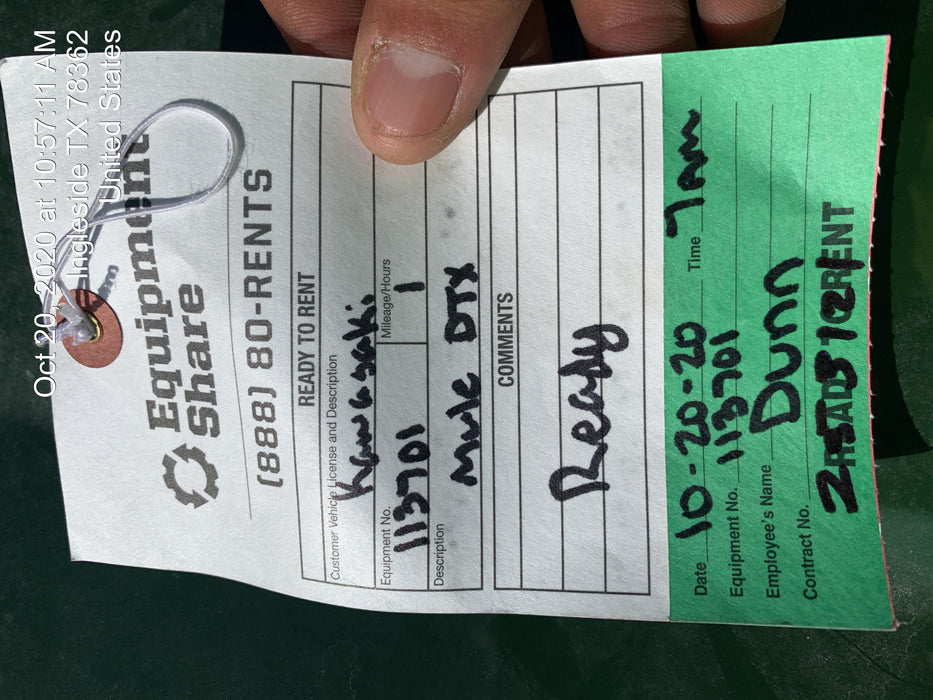 Oct 20, 2020 at 10:57:11 AM
Ingleside TX 78362
United States
Equipment
Share
(888) 80-RENTS
READY TO RENT
Customer Vehicle License and Description
Kawasaki
Equipment No. 113701 Mileage/Hours 1
Description Mule DTX
COMMENTS
Ready
Date 10-20-20 Time 7am
Equipment No. 113701
Employee's Name Dunn
Contract No.
READY TO RENT